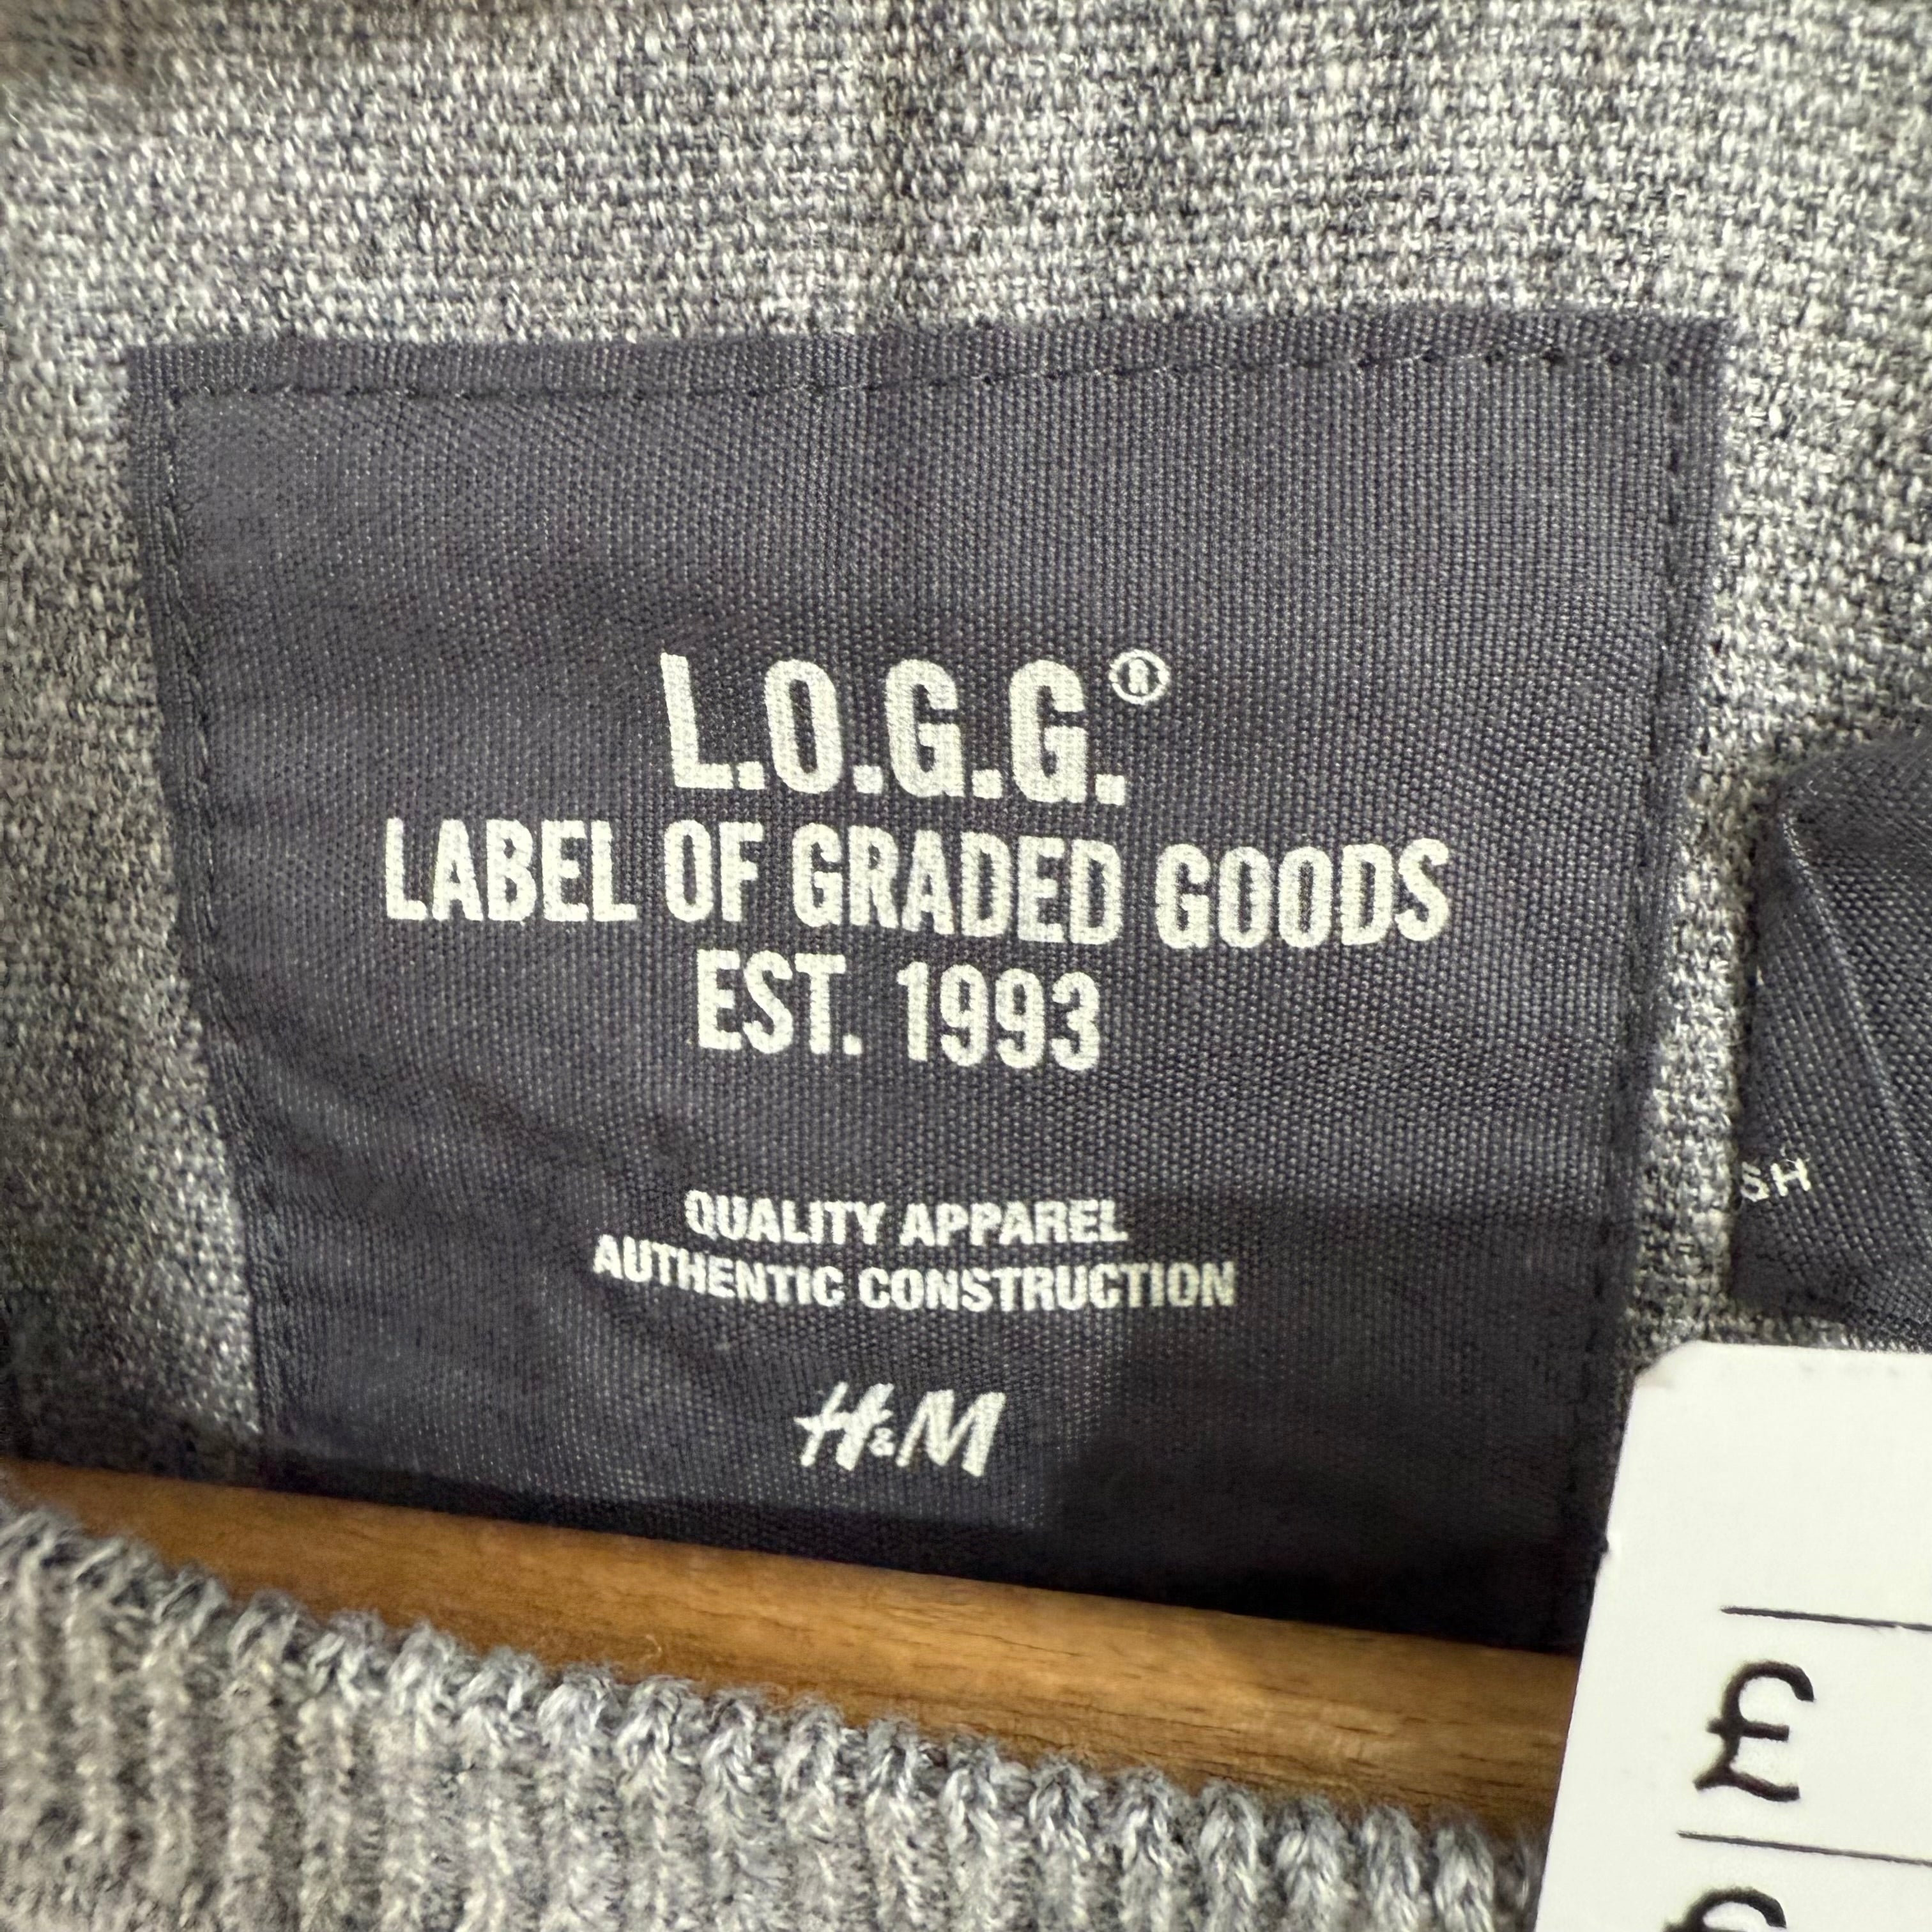 L.O.G.G.®
LABEL OF GRADED GOODS
EST. 1993
QUALITY APPAREL
AUTHENTIC CONSTRUCTION
H&M
£